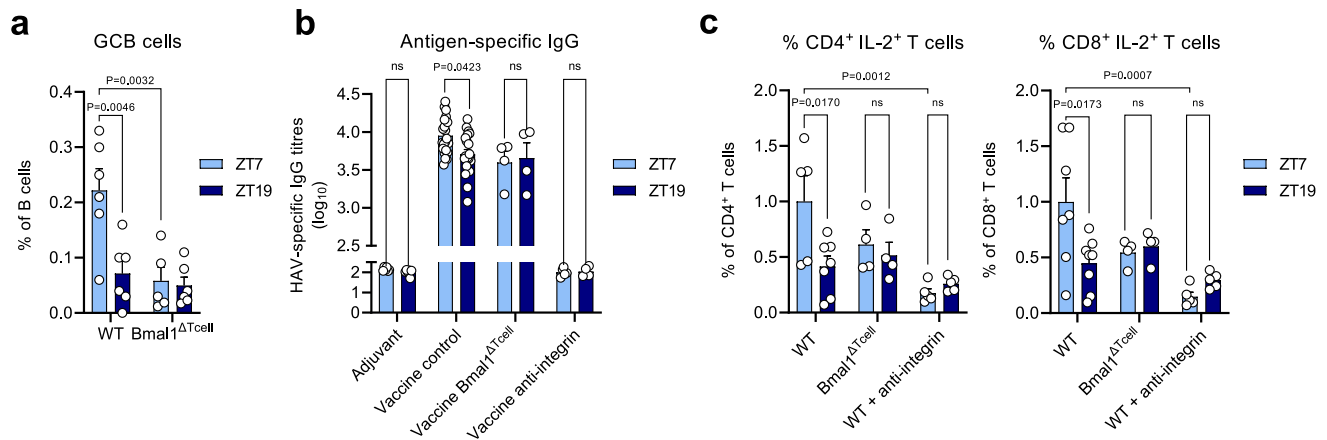 a
GCB cells
P=0.0032
P=0.0046
0.4
0.3
0.2
0.1
0.0
% of B cells
WT Bmal1ΔTcell
ZT7
ZT19
b
Antigen-specific IgG
ns
P=0.0423
ns
ns
4.5
4.0
3.5
3.0
2.5
2
1
0
HAV-specific IgG titres
(log10)
Adjuvant
Vaccine control
Vaccine Bmal1ΔTcell
Vaccine anti-integrin
ZT7
ZT19
c
% CD4+ IL-2+ T cells
P=0.0012
P=0.0170
ns
ns
2.0
1.5
1.0
0.5
0.0
% of CD4+ T cells
WT
Bmal1ΔTcell
WT + anti-integrin
% CD8+ IL-2+ T cells
P=0.0007
P=0.0173
ns
ns
2.0
1.5
1.0
0.5
0.0
% of CD8+ T cells
WT
Bmal1ΔTcell
WT + anti-integrin
ZT7
ZT19